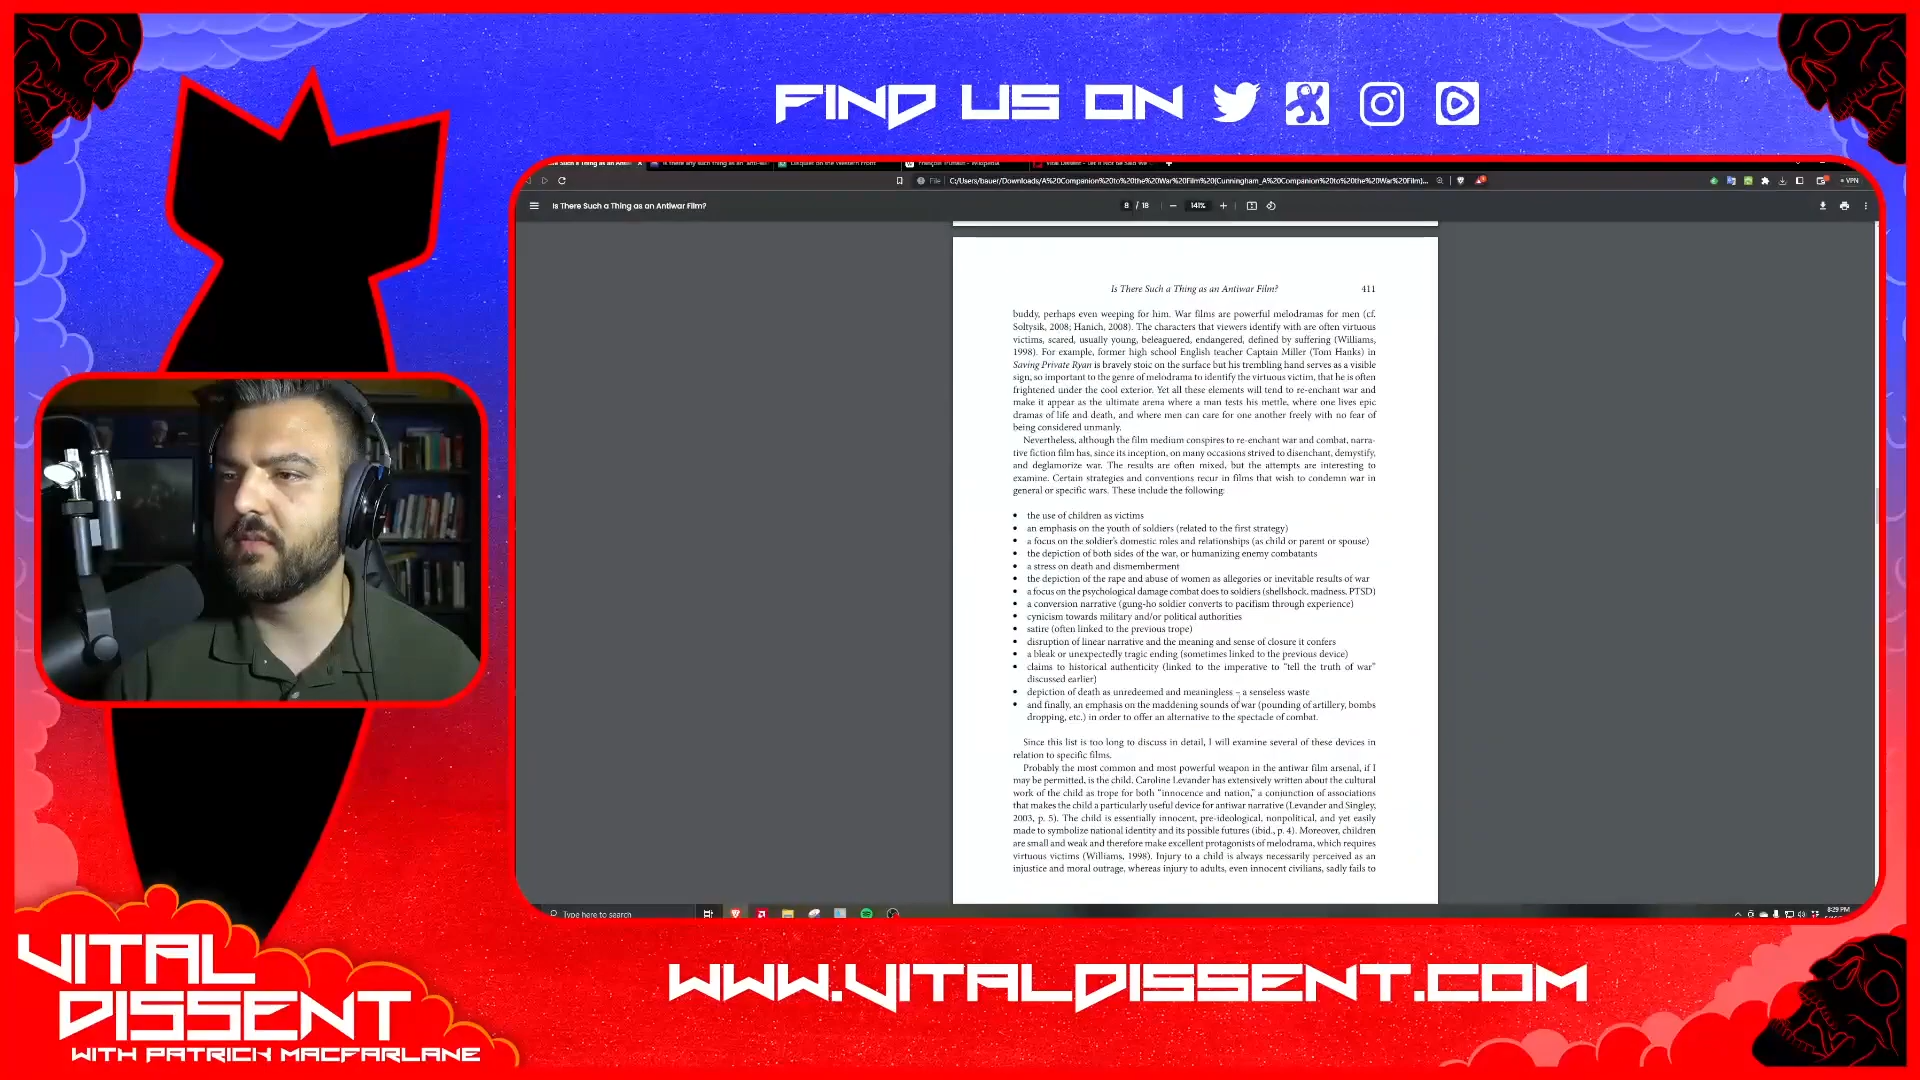 FIND US ON
Is There Such a Thing as an Antiwar Film?
8 / 18
141%
File
C:/Users/bauer/Downloads/A%20Companion%20to%20the%20War%20Film%20(Cunningham_A%20Companion%20to%20the%20War%20Film)...
VPN
Is There Such a Thing as an Antiwar Film? 411
buddy, perhaps even weeping for him. War films are powerful melodramas for men (cf.
Soltysik, 2008; Hanich, 2008). The characters that viewers identify with are often virtuous
victims, scared, usually young, beleaguered, endangered, defined by suffering (Williams,
1998). For example, former high school English teacher Captain Miller (Tom Hanks) in
Saving Private Ryan is bravely stoic on the surface but his trembling hand serves as a visible
sign, so important to the genre of melodrama to identify the virtuous victim, that he is often
frightened under the cool exterior. Yet all these elements will tend to re-enchant war and
make it appear as the ultimate arena where a man tests his mettle, where one lives epic
dramas of life and death, and where men can care for one another freely with no fear of
being considered unmanly.
Nevertheless, although the film medium conspires to re-enchant war and combat, narra-
tive fiction film has, since its inception, on many occasions strived to disenchant, demystify,
and deglamorize war. The results are often mixed, but the attempts are interesting to
examine. Certain strategies and conventions recur in films that wish to condemn war in
general or specific wars. These include the following:
• the use of children as victims
• an emphasis on the youth of soldiers (related to the first strategy)
• a focus on the soldier's domestic roles and relationships (as child or parent or spouse)
• the depiction of both sides of the war, or humanizing enemy combatants
• a stress on death and dismemberment
• the depiction of the rape and abuse of women as allegories or inevitable results of war
• a focus on the psychological damage combat does to soldiers (shellshock, madness, PTSD)
• a conversion narrative (gung-ho soldier converts to pacifism through experience)
• cynicism towards military and/or political authorities
• satire (often linked to the previous trope)
• disruption of linear narrative and the meaning and sense of closure it confers
• a bleak or unexpectedly tragic ending (sometimes linked to the previous device)
• claims to historical authenticity (linked to the imperative to “tell the truth of war”
discussed earlier)
• depiction of death as unredeemed and meaningless – a senseless waste
• and finally, an emphasis on the maddening sounds of war (pounding of artillery, bombs
dropping, etc.) in order to offer an alternative to the spectacle of combat.
Since this list is too long to discuss in detail, I will examine several of these devices in
relation to specific films.
Probably the most common and most powerful weapon in the antiwar film arsenal, if I
may be permitted, is the child. Caroline Levander has extensively written about the cultural
work of the child as trope for both “innocence and nation,” a conjunction of associations
that makes the child a particularly useful device for antiwar narrative (Levander and Singley,
2003, p. 5). The child is essentially innocent, pre-ideological, nonpolitical, and yet easily
made to symbolize national identity and its possible futures (ibid., p. 4). Moreover, children
are small and weak and therefore make excellent protagonists of melodrama, which requires
virtuous victims (Williams, 1998). Injury to a child is always necessarily perceived as an
injustice and moral outrage, whereas injury to adults, even innocent civilians, sadly fails to
Type here to search
8:29 PM
VITAL
DISSENT
WITH PATRICK MACFARLANE
WWW.VITALDISSENT.COM